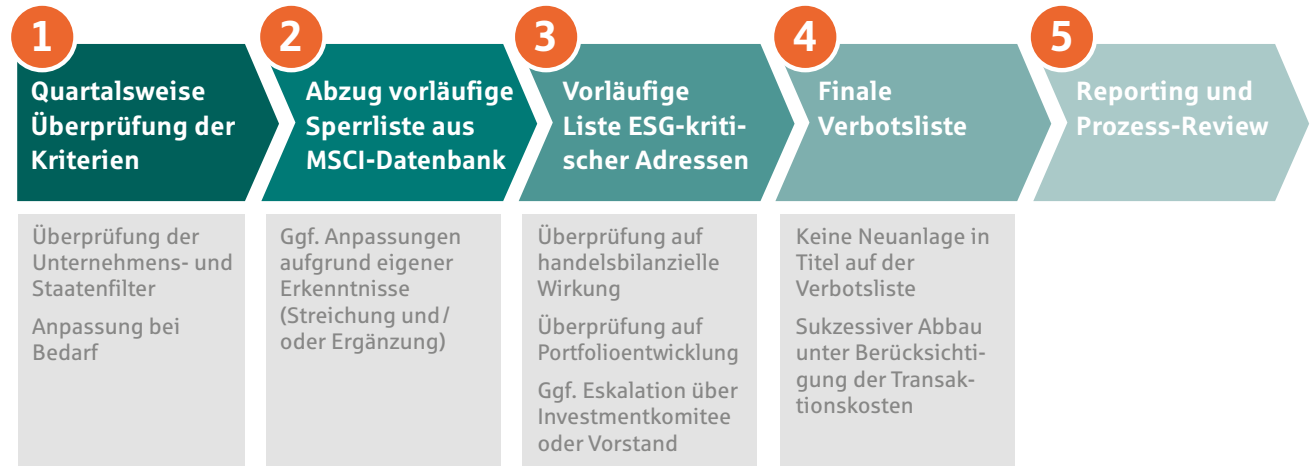 1
Quartalsweise
Überprüfung der
Kriterien
Überprüfung der
Unternehmens- und
Staatenfilter
Anpassung bei
Bedarf
2
Abzug vorläufige
Sperrliste aus
MSCI-Datenbank
Ggf. Anpassungen
aufgrund eigener
Erkenntnisse
(Streichung und/
oder Ergänzung)
3
Vorläufige
Liste ESG-kriti-
scher Adressen
Überprüfung auf
handelsbilanzielle
Wirkung
Überprüfung auf
Portfolioentwicklung
Ggf. Eskalation über
Investmentkomitee
oder Vorstand
4
Finale
Verbotsliste
Keine Neuanlage in
Titel auf der
Verbotsliste
Sukzessiver Abbau
unter Berücksichti-
gung der Transak-
tionskosten
5
Reporting und
Prozess-Review